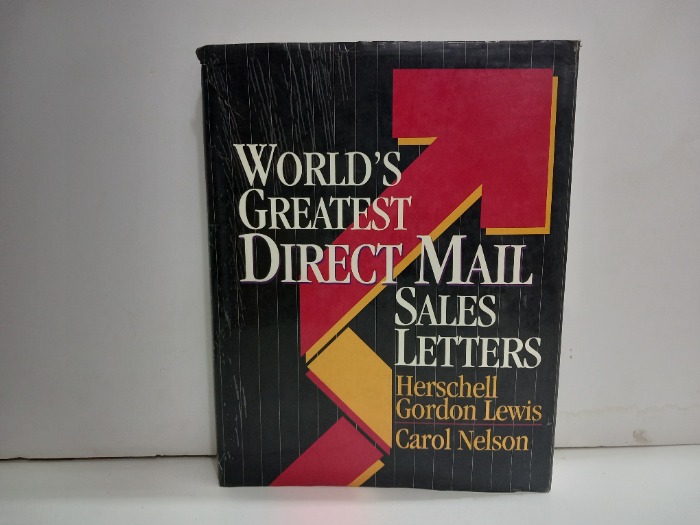 WORLD'S
GREATEST
DIRECT MAIL
SALES
LETTERS
Herschell
Gordon Lewis
Carol Nelson